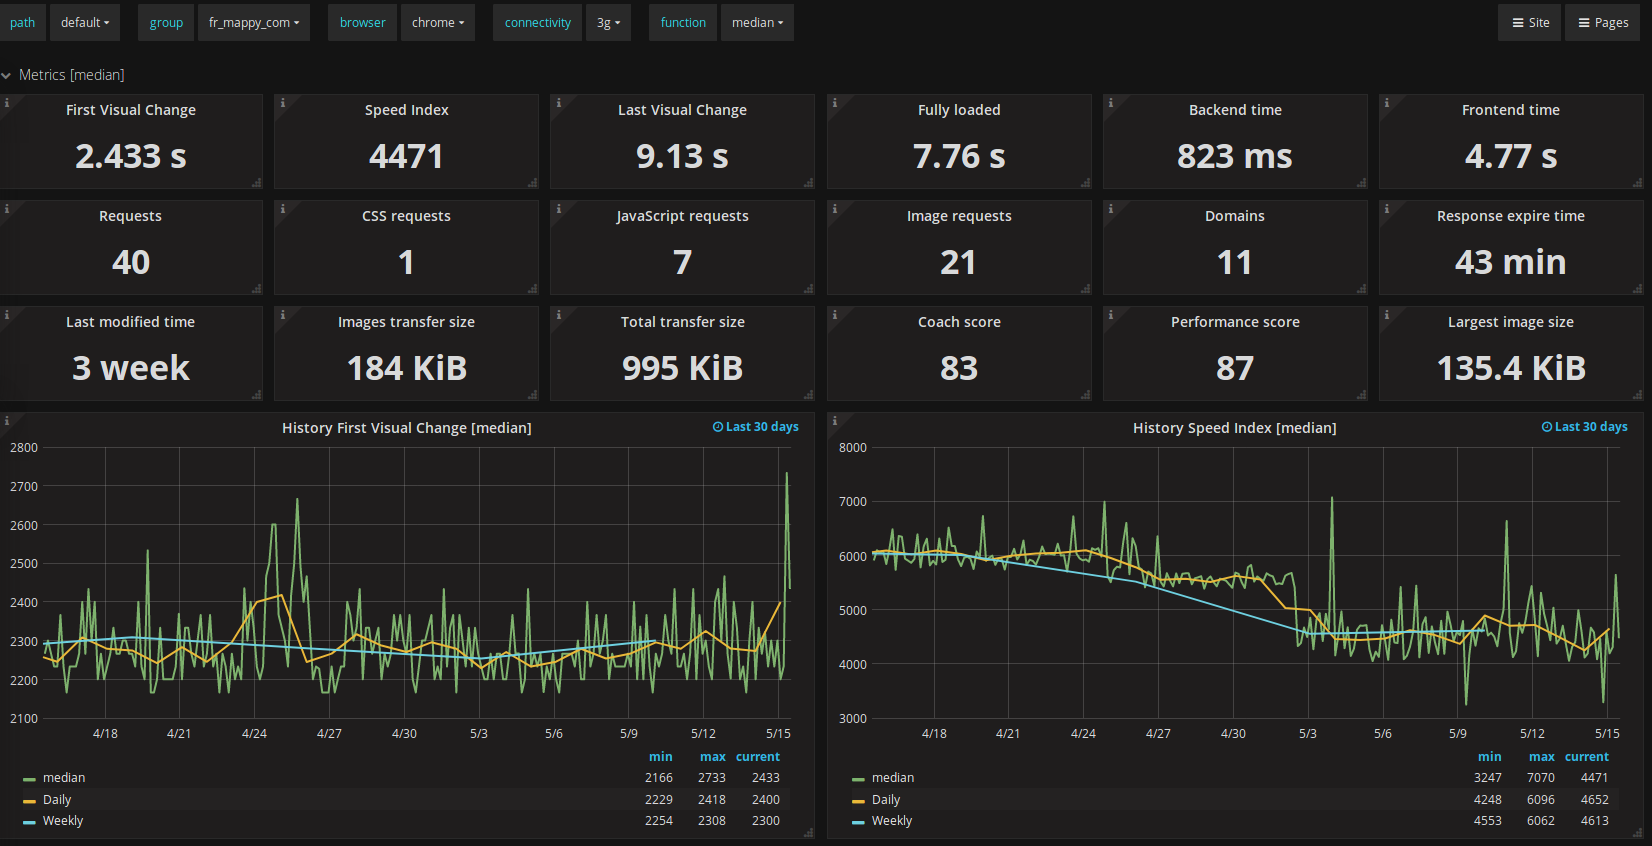 path default group fr_mappy_com browser chrome connectivity 3g function median Site Pages
Metrics [median]
First Visual Change Speed Index Last Visual Change Fully loaded Backend time Frontend time
2.433 s 4471 9.13 s 7.76 s 823 ms 4.77 s
Requests CSS requests JavaScript requests Image requests Domains Response expire time
40 1 7 21 11 43 min
Last modified time Images transfer size Total transfer size Coach score Performance score Largest image size
3 week 184 KiB 995 KiB 83 87 135.4 KiB
History First Visual Change [median] Last 30 days
2800
2700
2600
2500
2400
2300
2200
2100
4/18 4/21 4/24 4/27 4/30 5/3 5/6 5/9 5/12 5/15
min max current
median 2166 2733 2433
Daily 2229 2418 2400
Weekly 2254 2308 2300
History Speed Index [median] Last 30 days
8000
7000
6000
5000
4000
3000
4/18 4/21 4/24 4/27 4/30 5/3 5/6 5/9 5/12 5/15
min max current
median 3247 7070 4471
Daily 4248 6096 4652
Weekly 4553 6062 4613